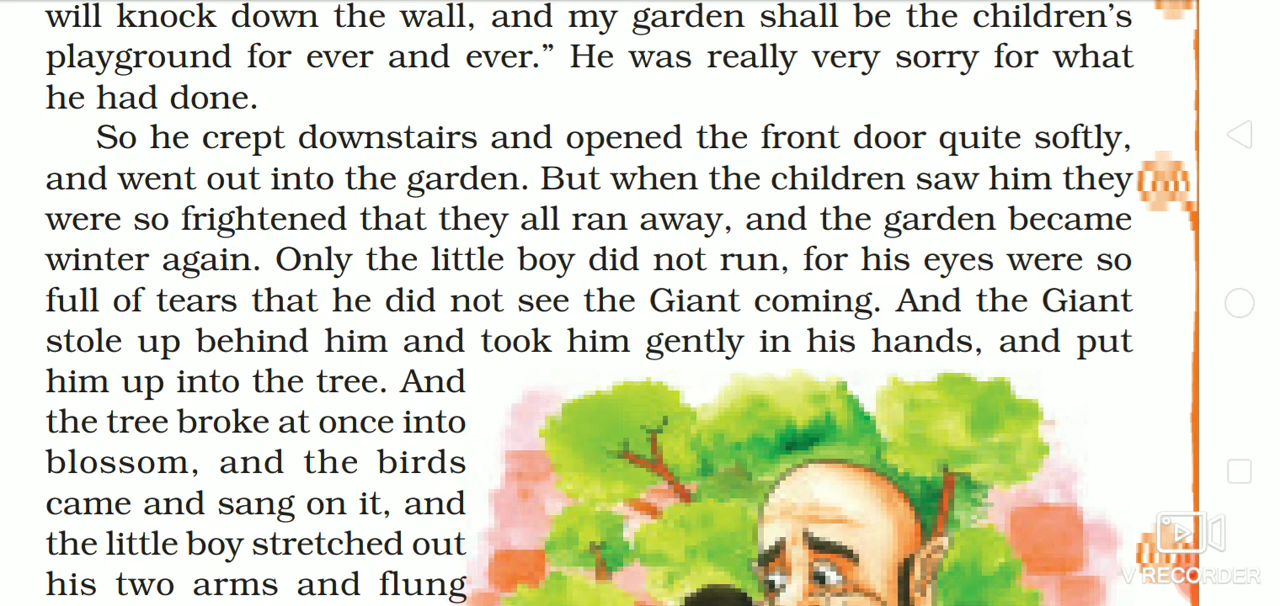 will knock down the wall, and my garden shall be the children’s
playground for ever and ever.” He was really very sorry for what
he had done.
So he crept downstairs and opened the front door quite softly,
and went out into the garden. But when the children saw him they
were so frightened that they all ran away, and the garden became
winter again. Only the little boy did not run, for his eyes were so
full of tears that he did not see the Giant coming. And the Giant
stole up behind him and took him gently in his hands, and put
him up into the tree. And
the tree broke at once into
blossom, and the birds
came and sang on it, and
the little boy stretched out
his two arms and flung
V RECORDER